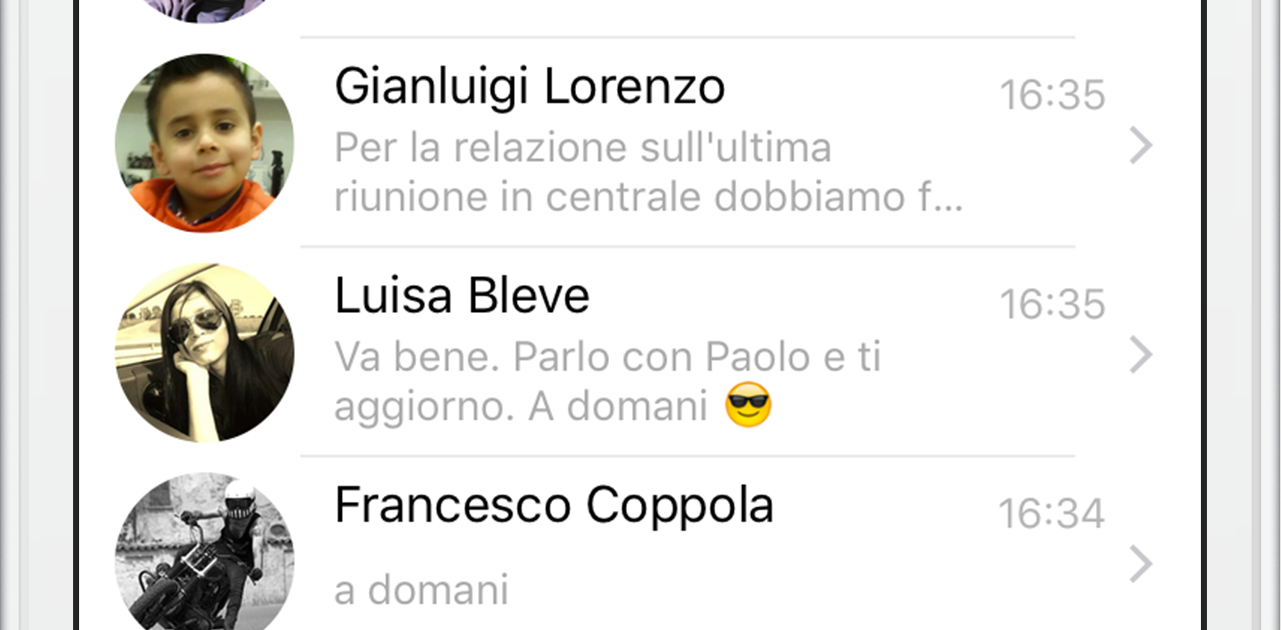 Gianluigi Lorenzo
16:35
Per la relazione sull'ultima
riunione in centrale dobbiamo f...
Luisa Bleve
16:35
Va bene. Parlo con Paolo e ti
aggiorno. A domani 😎
Francesco Coppola
16:34
a domani